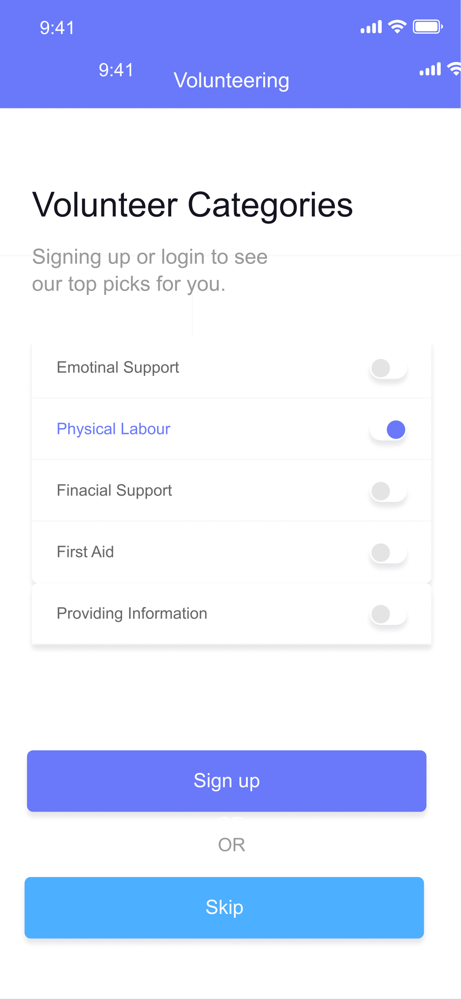 9:41
9:41
Volunteering
Volunteer Categories
Signing up or login to see
our top picks for you.
Emotinal Support
Physical Labour
Finacial Support
First Aid
Providing Information
Sign up
OR
Skip